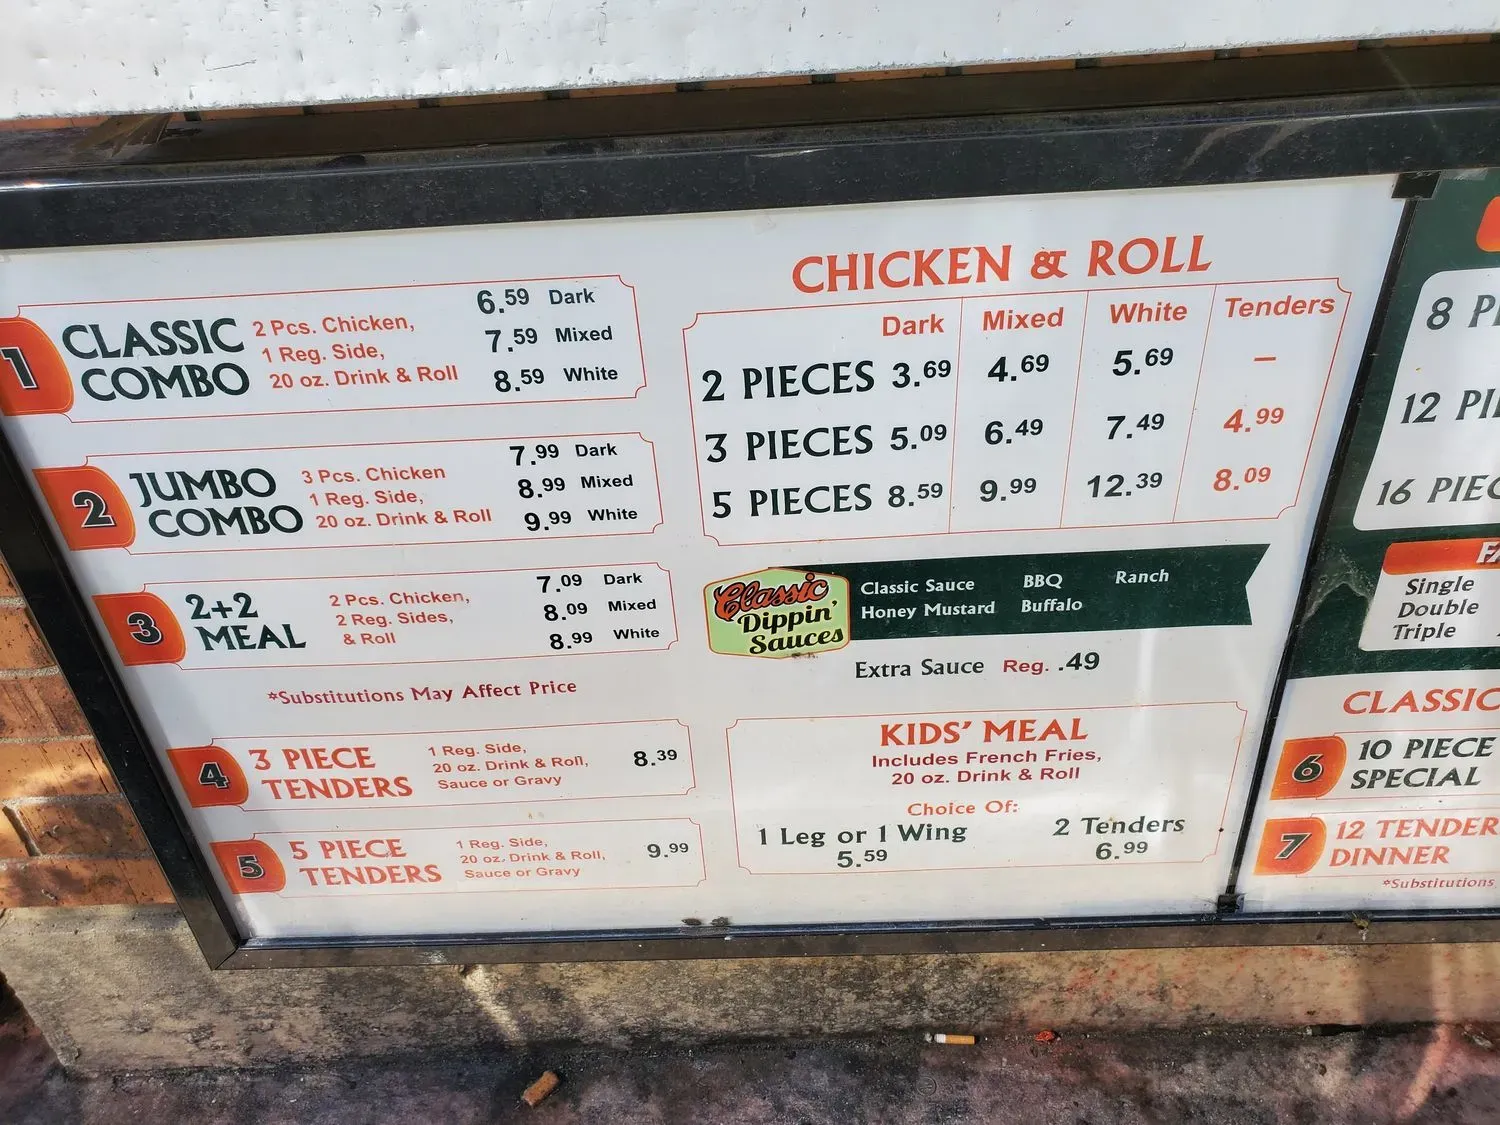 1
CLASSIC
COMBO
2 Pcs. Chicken,
1 Reg. Side,
20 oz. Drink & Roll
6.59 Dark
7.59 Mixed
8.59 White
2
JUMBO
COMBO
3 Pcs. Chicken
1 Reg. Side,
20 oz. Drink & Roll
7.99 Dark
8.99 Mixed
9.99 White
3
2+2
MEAL
2 Pcs. Chicken,
2 Reg. Sides,
& Roll
7.09 Dark
8.09 Mixed
8.99 White
*Substitutions May Affect Price
4
3 PIECE
TENDERS
1 Reg. Side,
20 oz. Drink & Roll,
Sauce or Gravy
8.39
5
5 PIECE
TENDERS
1 Reg. Side,
20 oz. Drink & Roll,
Sauce or Gravy
9.99
CHICKEN & ROLL
Dark Mixed White Tenders
2 PIECES 3.69 4.69 5.69 –
3 PIECES 5.09 6.49 7.49 4.99
5 PIECES 8.59 9.99 12.39 8.09
Classic
Dippin'
Sauces
Classic Sauce BBQ Ranch
Honey Mustard Buffalo
Extra Sauce Reg. .49
KIDS' MEAL
Includes French Fries,
20 oz. Drink & Roll
Choice Of:
1 Leg or 1 Wing 2 Tenders
5.59 6.99
8
12
16
Single
Double
Triple
CLASSIC
6
10 PIECE
SPECIAL
7
12 TENDER
DINNER
*Substitutions